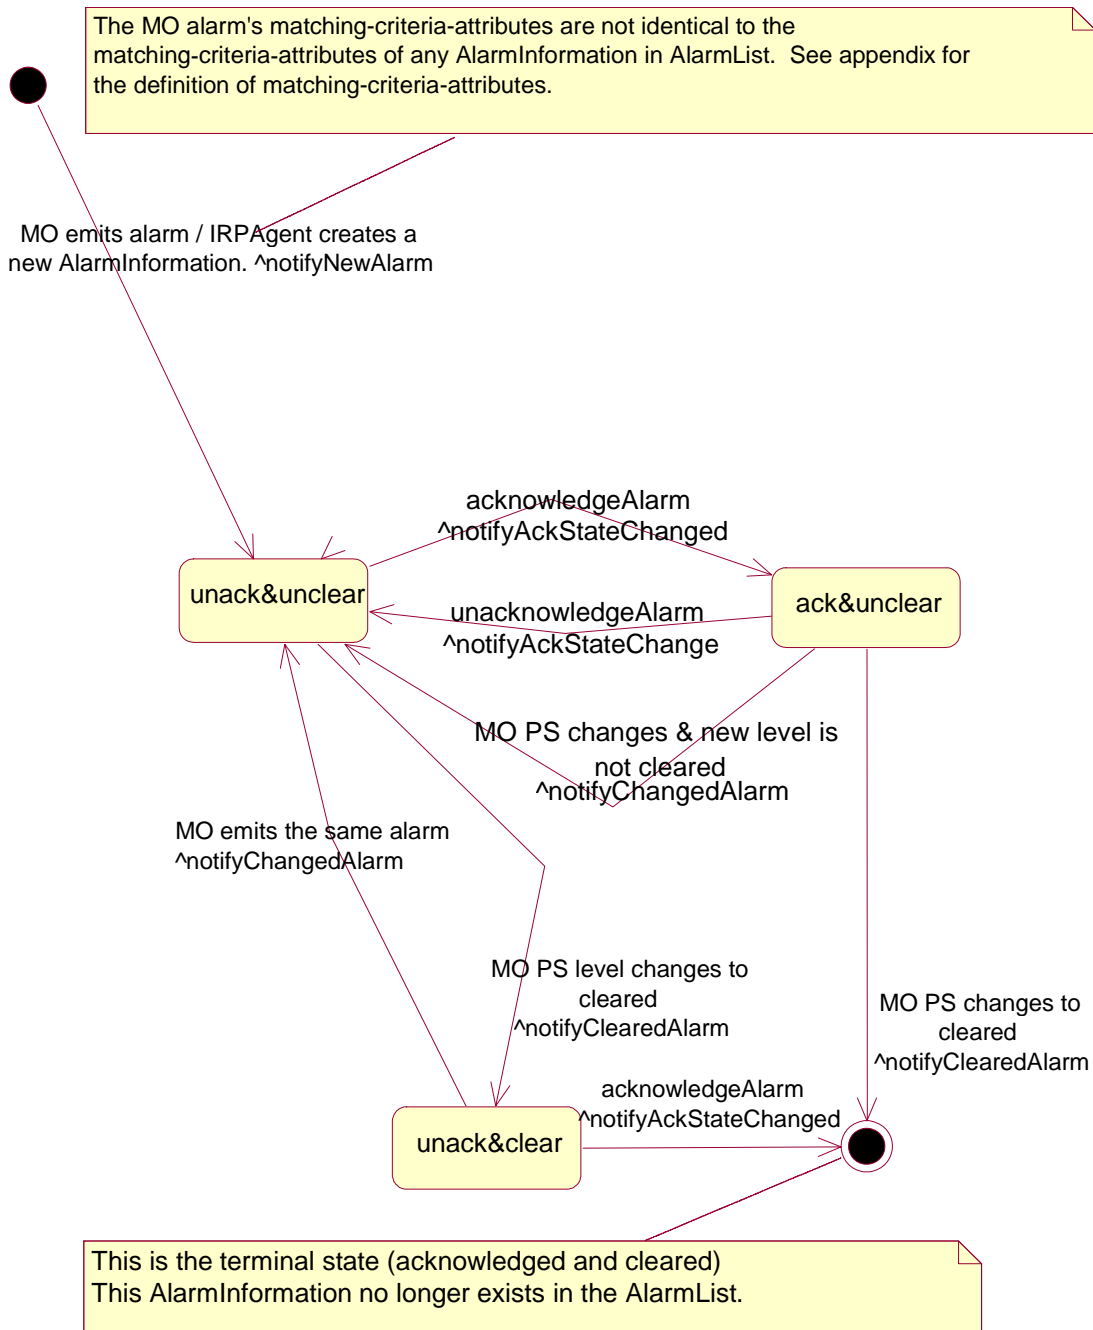 The MO alarm's matching-criteria-attributes are not identical to the
matching-criteria-attributes of any AlarmInformation in AlarmList.  See appendix for
the definition of matching-criteria-attributes.
MO emits alarm / IRPAgent creates a
new AlarmInformation. ^notifyNewAlarm
acknowledgeAlarm
^notifyAckStateChanged
unack&unclear
ack&unclear
unacknowledgeAlarm
^notifyAckStateChange
MO PS changes & new level is
not cleared
^notifyChangedAlarm
MO emits the same alarm
^notifyChangedAlarm
MO PS level changes to
cleared
^notifyClearedAlarm
MO PS changes to
cleared
^notifyClearedAlarm
acknowledgeAlarm
^notifyAckStateChanged
unack&clear
This is the terminal state (acknowledged and cleared)
This AlarmInformation no longer exists in the AlarmList.